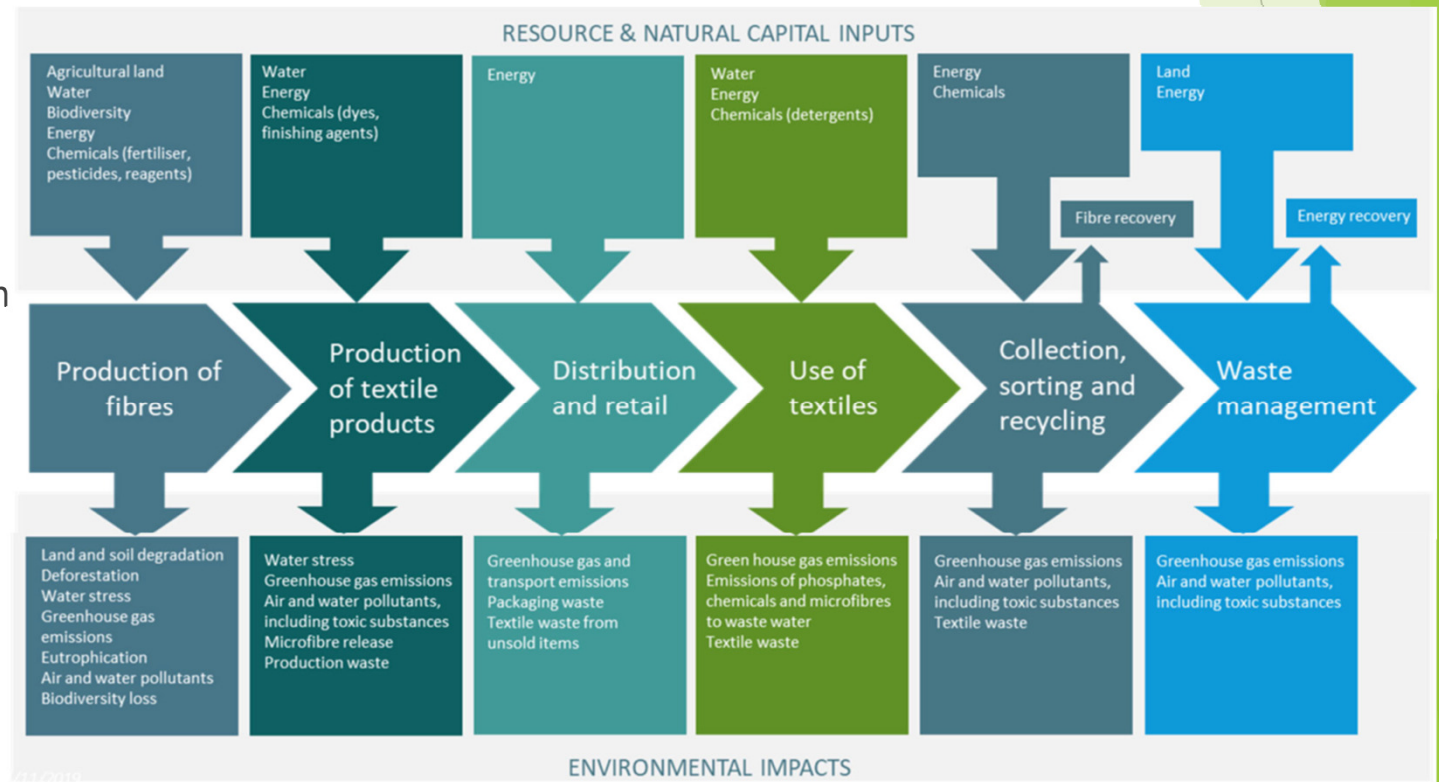 RESOURCE & NATURAL CAPITAL INPUTS
Agricultural land
Water
Biodiversity
Energy
Chemicals (fertiliser,
pesticides, reagents)
Water
Energy
Chemicals (dyes,
finishing agents)
Energy
Water
Energy
Chemicals (detergents)
Energy
Chemicals
Land
Energy
Fibre recovery
Energy recovery
n
Production of
fibres
Production
of textile
products
Distribution
and retail
Use of
textiles
Collection,
sorting and
recycling
Waste
management
Land and soil degradation
Deforestation
Water stress
Greenhouse gas
emissions
Eutrophication
Air and water pollutants
Biodiversity loss
Water stress
Greenhouse gas emissions
Air and water pollutants,
including toxic substances
Microfibre release
Production waste
Greenhouse gas and
transport emissions
Packaging waste
Textile waste from
unsold items
Green house gas emissions
Emissions of phosphates,
chemicals and microfibres
to waste water
Textile waste
Greenhouse gas emissions
Air and water pollutants,
including toxic substances
Textile waste
Greenhouse gas emissions
Air and water pollutants,
including toxic substances
ENVIRONMENTAL IMPACTS
/11/2019